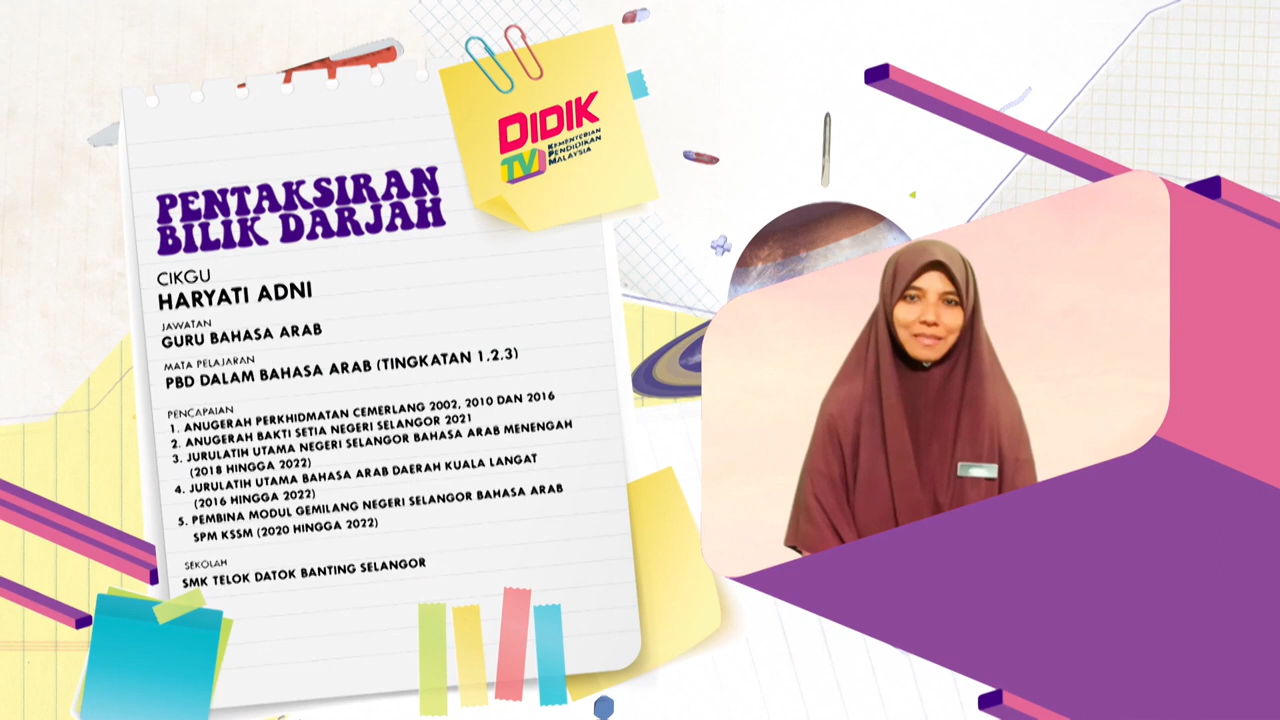 DIDIK
TV
KEMENTERIAN
PENDIDIKAN
MALAYSIA
PENTAKSIRAN
BILIK DARJAH
CIKGU
HARYATI ADNI
JAWATAN
GURU BAHASA ARAB
MATA PELAJARAN
PBD DALAM BAHASA ARAB (TINGKATAN 1.2.3)
PENCAPAIAN
1. ANUGERAH PERKHIDMATAN CEMERLANG 2002, 2010 DAN 2016
2. ANUGERAH BAKTI SETIA NEGERI SELANGOR 2021
3. JURULATIH UTAMA NEGERI SELANGOR BAHASA ARAB MENENGAH
(2018 HINGGA 2022)
4. JURULATIH UTAMA BAHASA ARAB DAERAH KUALA LANGAT
(2016 HINGGA 2022)
5. PEMBINA MODUL GEMILANG NEGERI SELANGOR BAHASA ARAB
SPM KSSM (2020 HINGGA 2022)
SEKOLAH
SMK TELOK DATOK BANTING SELANGOR